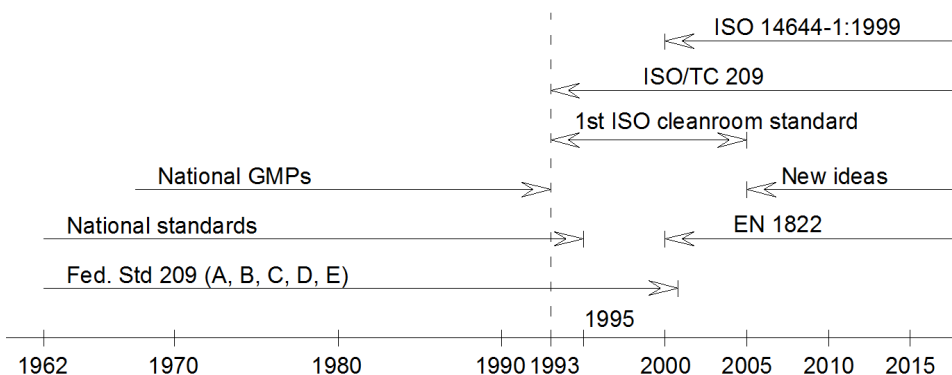 ISO 14644-1:1999
ISO/TC 209
1st ISO cleanroom standard
National GMPs
New ideas
National standards
EN 1822
Fed. Std 209 (A, B, C, D, E)
1995
1962 1970 1980 1990 1993 2000 2005 2010 2015